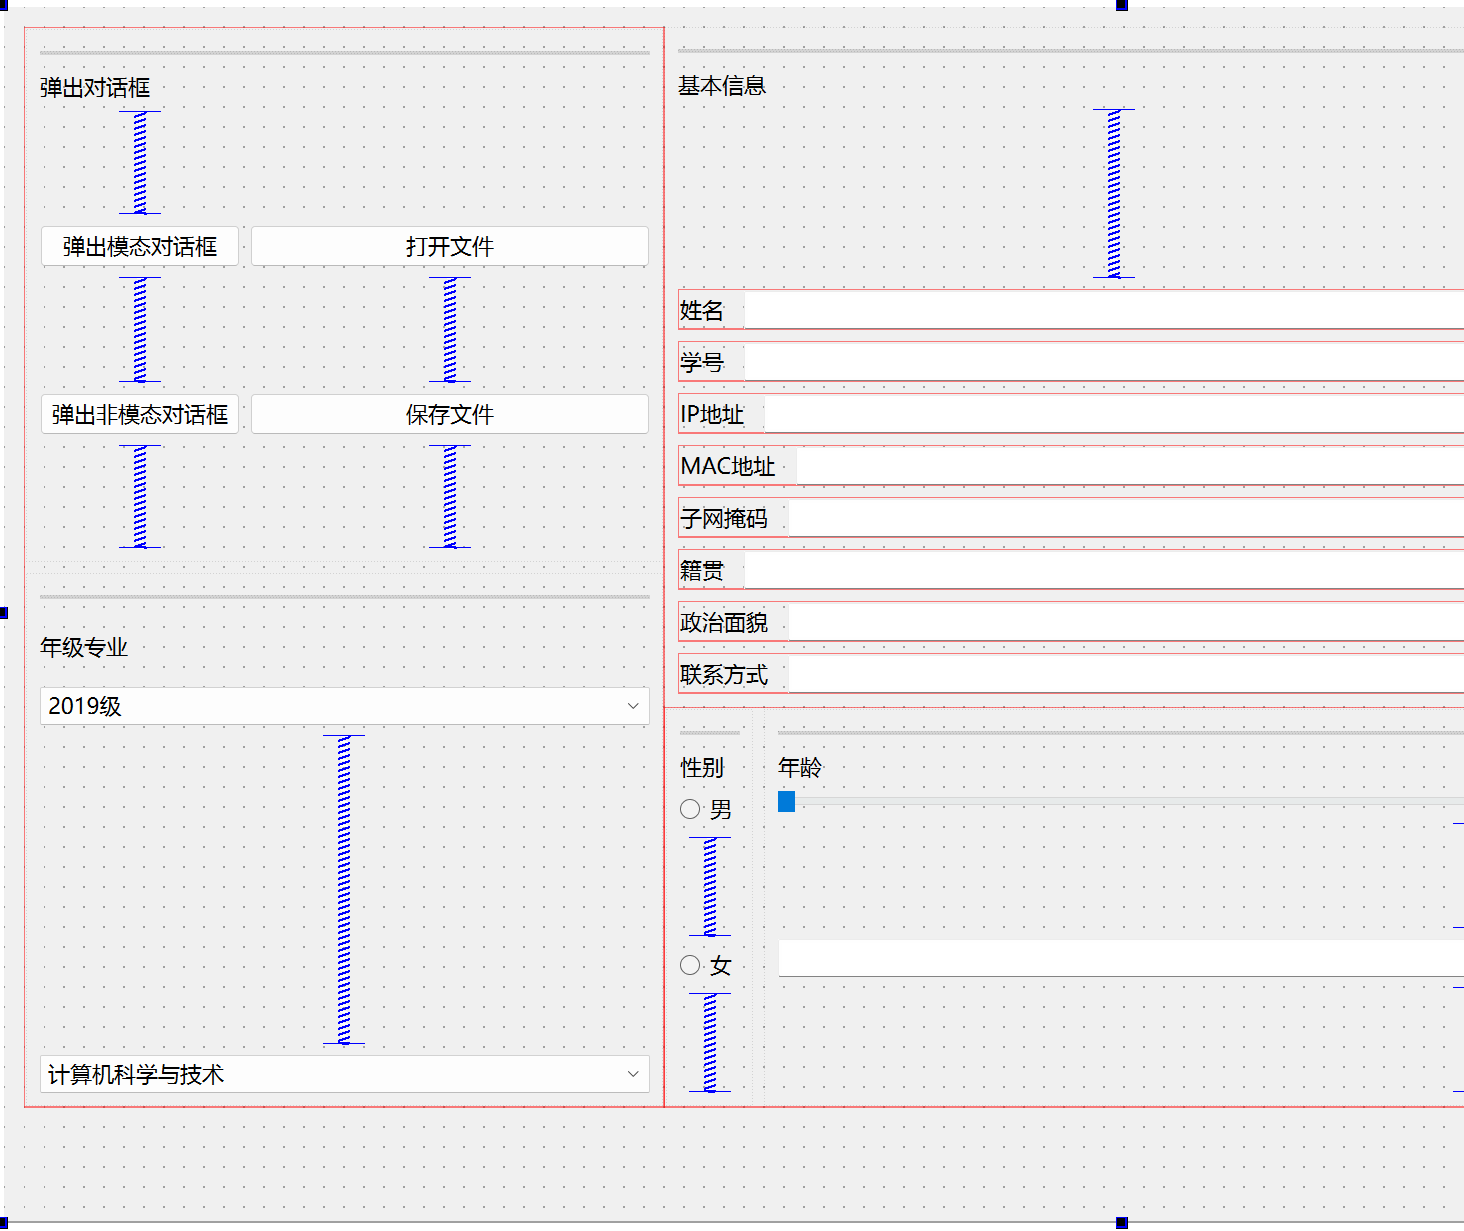 弹出对话框
弹出模态对话框
打开文件
弹出非模态对话框
保存文件
年级专业
2019级
计算机科学与技术
基本信息
姓名
学号
IP地址
MAC地址
子网掩码
籍贯
政治面貌
联系方式
性别
男
女
年龄